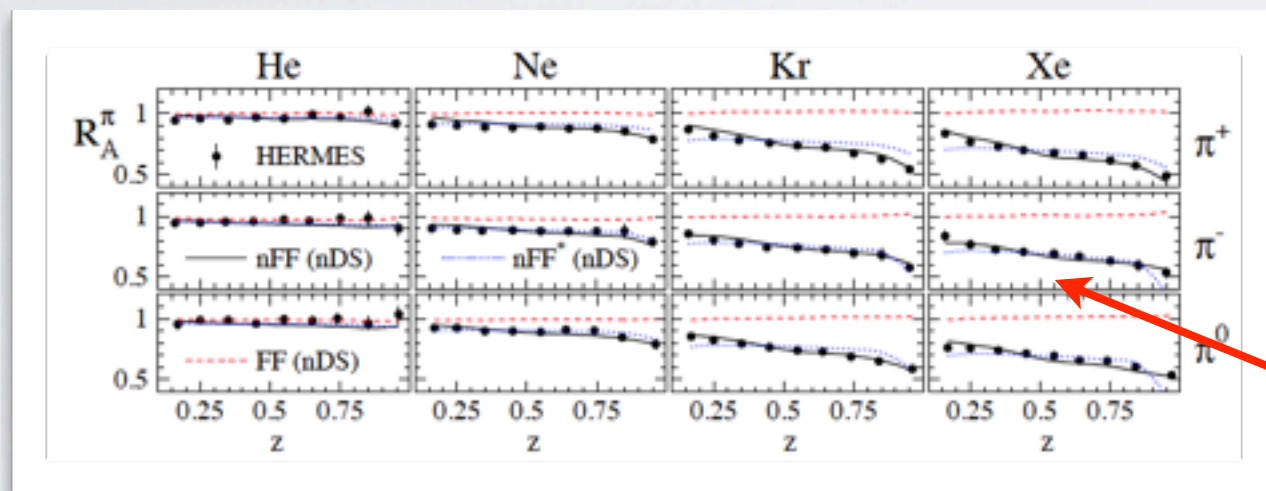 He Ne Kr Xe
1 R_A^π HERMES π⁺
0.5
1 nFF (nDS) nFF* (nDS) π⁻
0.5
1 FF (nDS) π⁰
0.5
0.25 0.5 0.75 0.25 0.5 0.75 0.25 0.5 0.75 0.25 0.5 0.75
z z z z